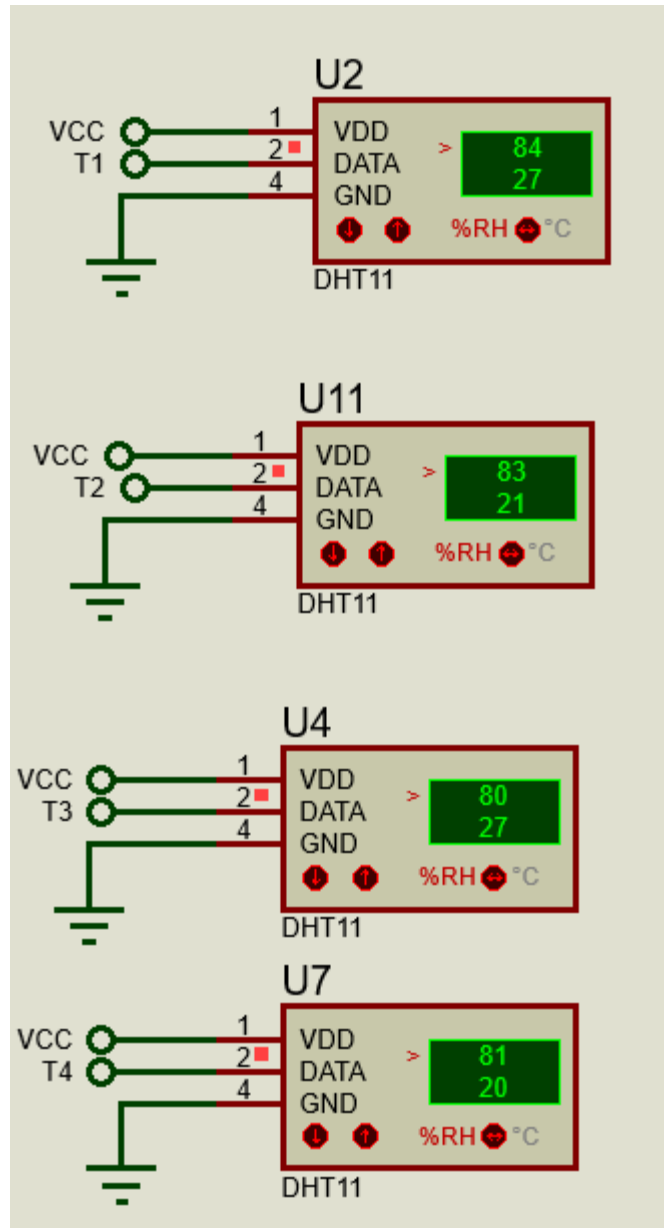 U2
VCC 1 VDD > 84
T1 2 DATA 27
4 GND
%RH °C
DHT11
U11
VCC 1 VDD > 83
T2 2 DATA 21
4 GND
%RH °C
DHT11
U4
VCC 1 VDD > 80
T3 2 DATA 27
4 GND
%RH °C
DHT11
U7
VCC 1 VDD > 81
T4 2 DATA 20
4 GND
%RH °C
DHT11